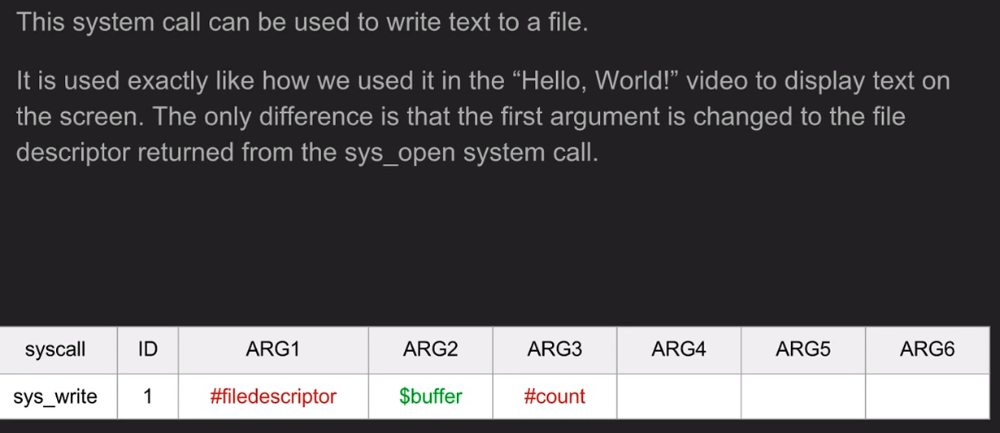 This system call can be used to write text to a file.
It is used exactly like how we used it in the “Hello, World!” video to display text on
the screen. The only difference is that the first argument is changed to the file
descriptor returned from the sys_open system call.
syscall ID ARG1 ARG2 ARG3 ARG4 ARG5 ARG6
sys_write 1 #filedescriptor $buffer #count